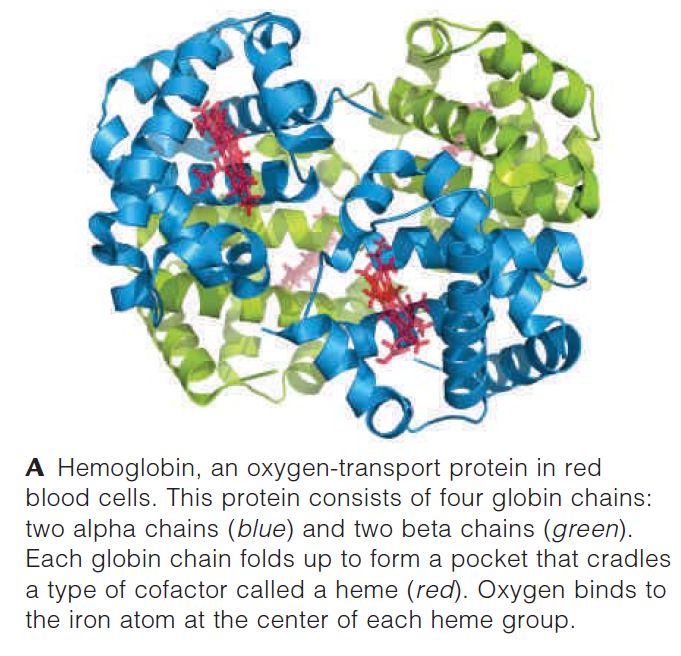 A Hemoglobin, an oxygen-transport protein in red
blood cells. This protein consists of four globin chains:
two alpha chains (blue) and two beta chains (green).
Each globin chain folds up to form a pocket that cradles
a type of cofactor called a heme (red). Oxygen binds to
the iron atom at the center of each heme group.